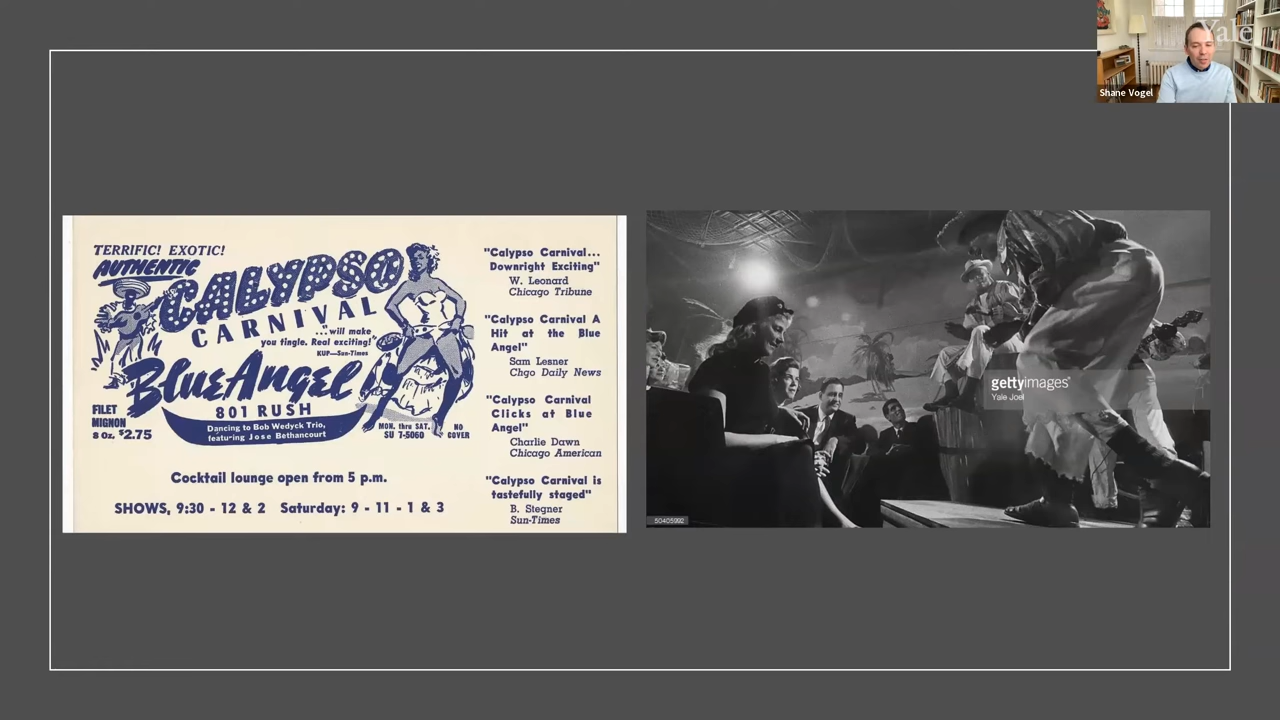 TERRIFIC! EXOTIC!
AUTHENTIC
CALYPSO
CARNIVAL
..."will make
you tingle. Real exciting!"
KUP—Sun-Times
Blue Angel
801 RUSH
FILET
MIGNON
8 Oz. $2.75
Dancing to Bob Wedyck Trio,
featuring Jose Bethancourt
MON. thru SAT.
SU 7-5060
NO
COVER
Cocktail lounge open from 5 p.m.
SHOWS, 9:30 - 12 & 2 Saturday: 9 - 11 - 1 & 3
"Calypso Carnival...
Downright Exciting"
W. Leonard
Chicago Tribune
"Calypso Carnival A
Hit at the Blue
Angel"
Sam Lesner
Chgo Daily News
"Calypso Carnival
Clicks at Blue
Angel"
Charlie Dawn
Chicago American
"Calypso Carnival is
tastefully staged"
B. Stegner
Sun-Times
gettyimages®
Yale Joel
50405992
Yale
Shane Vogel